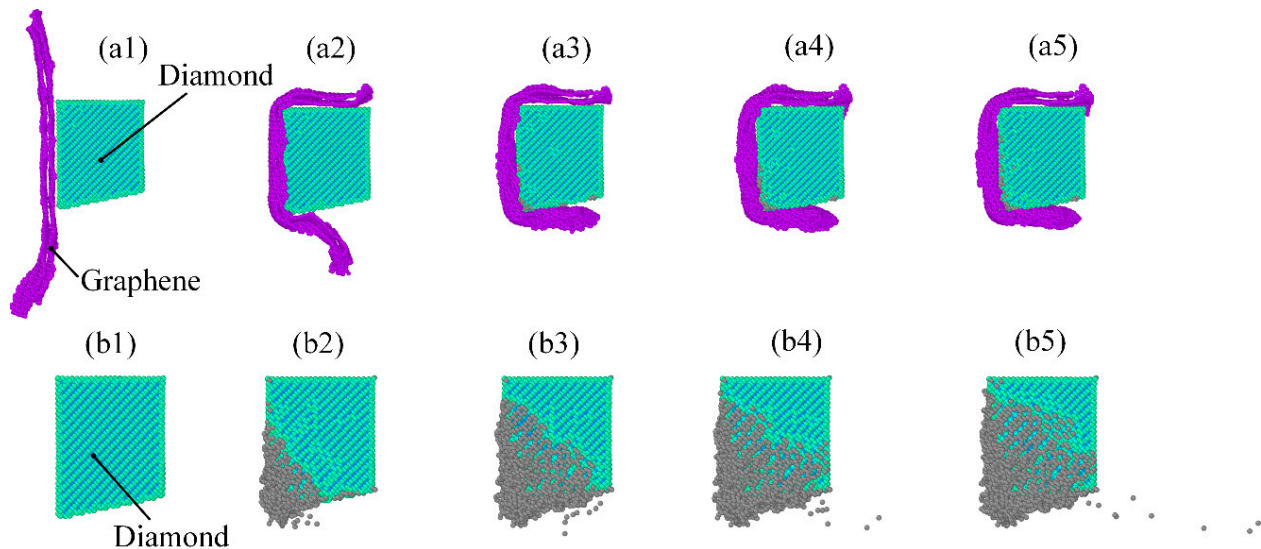 (a1)
(a2)
(a3)
(a4)
(a5)
Diamond
Graphene
(b1)
(b2)
(b3)
(b4)
(b5)
Diamond